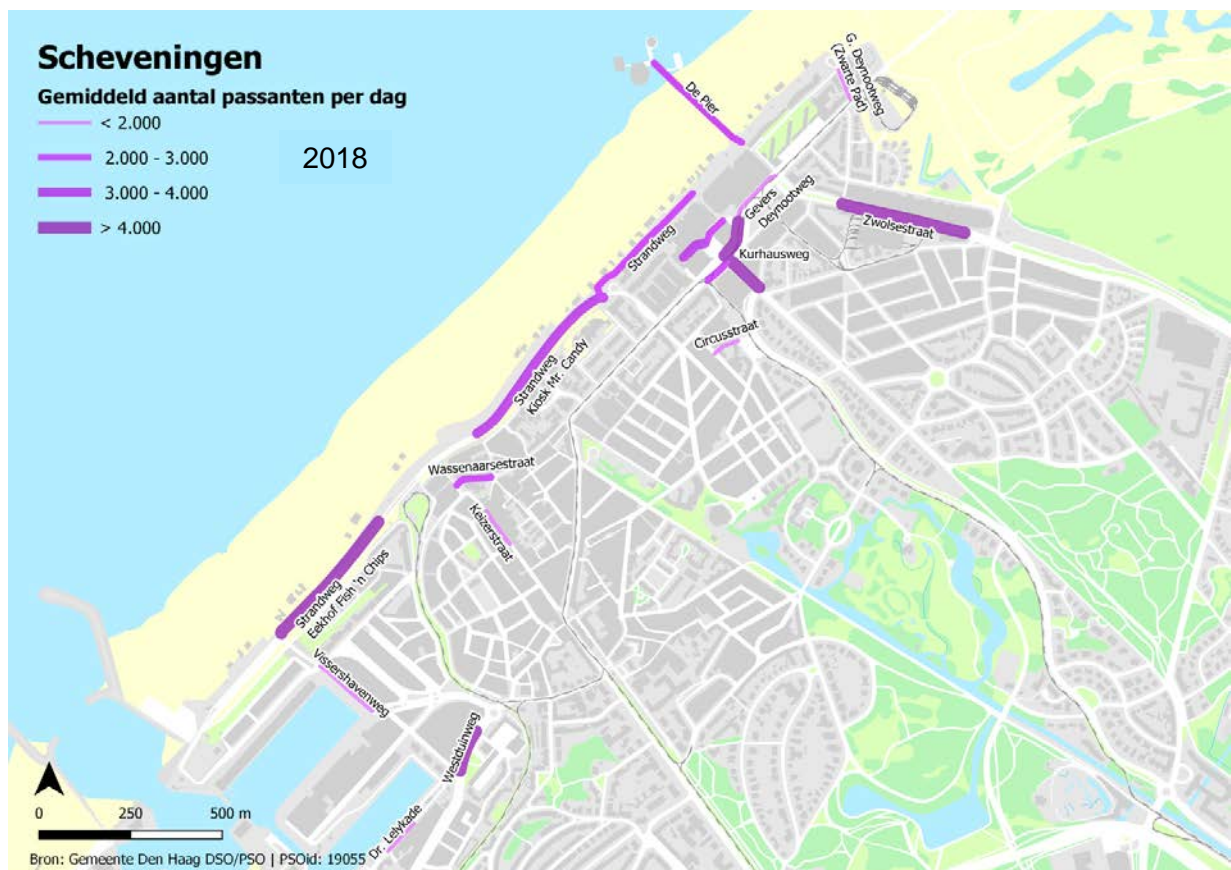 Scheveningen
Gemiddeld aantal passanten per dag
< 2.000
2.000 - 3.000
3.000 - 4.000
> 4.000
2018
De Pier
G. Deynootweg
(Zwarte Pad)
Gevers
Deynootweg
Zwolsestraat
Strandweg
Kurhausweg
Circusstraat
Strandweg
Kiosk Mr. Candy
Wassenaarsestraat
Keizerstraat
Strandweg
Eekhof Fish 'n Chips
Vissershavenweg
Westduinweg
Dr. Lelykade
0 250 500 m
Bron: Gemeente Den Haag DSO/PSO | PSOid: 19055